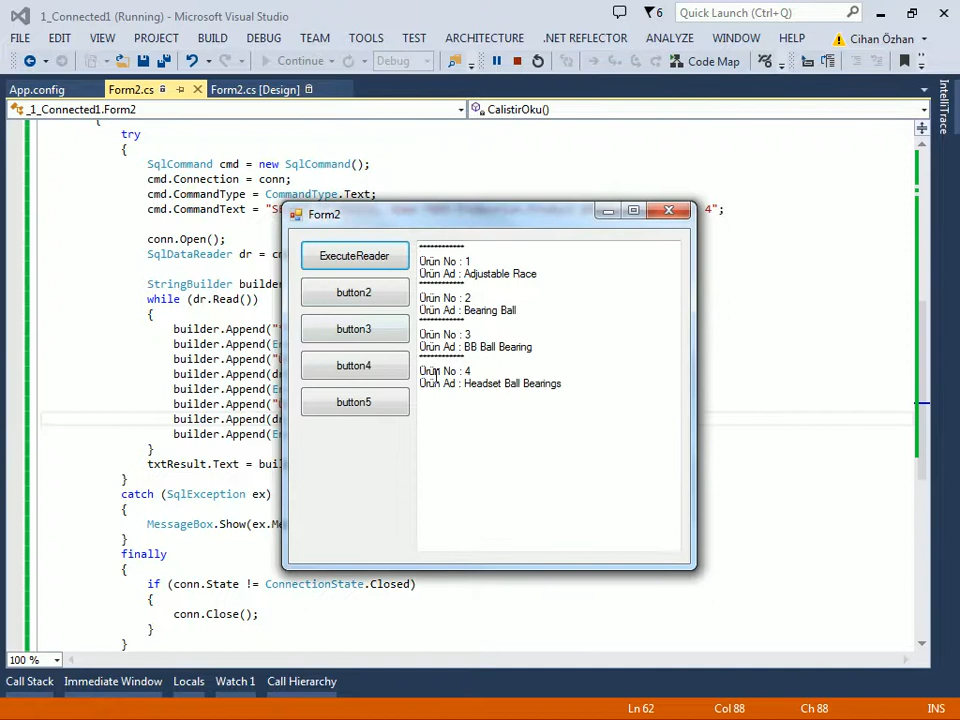 1_Connected1 (Running) - Microsoft Visual Studio
6
Quick Launch (Ctrl+Q)
FILE EDIT VIEW PROJECT BUILD DEBUG TEAM TOOLS TEST ARCHITECTURE .NET REFLECTOR ANALYZE WINDOW HELP Cihan Özhan
Continue Debug Code Map
App.config Form2.cs Form2.cs [Design]
_1_Connected1.Form2 CalistirOku()
IntelliTrace
try
{
SqlCommand cmd = new SqlCommand();
cmd.Connection = conn;
cmd.CommandType = CommandType.Text;
cmd.CommandText = "S 4";
conn.Open();
SqlDataReader dr = c
StringBuilder builde
while (dr.Read())
{
builder.Append("
builder.Append(E
builder.Append("
builder.Append(d
builder.Append(E
builder.Append("
builder.Append(d
builder.Append(E
}
txtResult.Text = bui
}
catch (SqlException ex)
{
MessageBox.Show(ex.M
}
finally
{
if (conn.State != ConnectionState.Closed)
{
conn.Close();
}
}
Form2
ExecuteReader
button2
button3
button4
button5
************
Ürün No : 1
Ürün Ad : Adjustable Race
************
Ürün No : 2
Ürün Ad : Bearing Ball
************
Ürün No : 3
Ürün Ad : BB Ball Bearing
************
Ürün No : 4
Ürün Ad : Headset Ball Bearings
100 %
Call Stack Immediate Window Locals Watch 1 Call Hierarchy
Ln 62 Col 88 Ch 88 INS